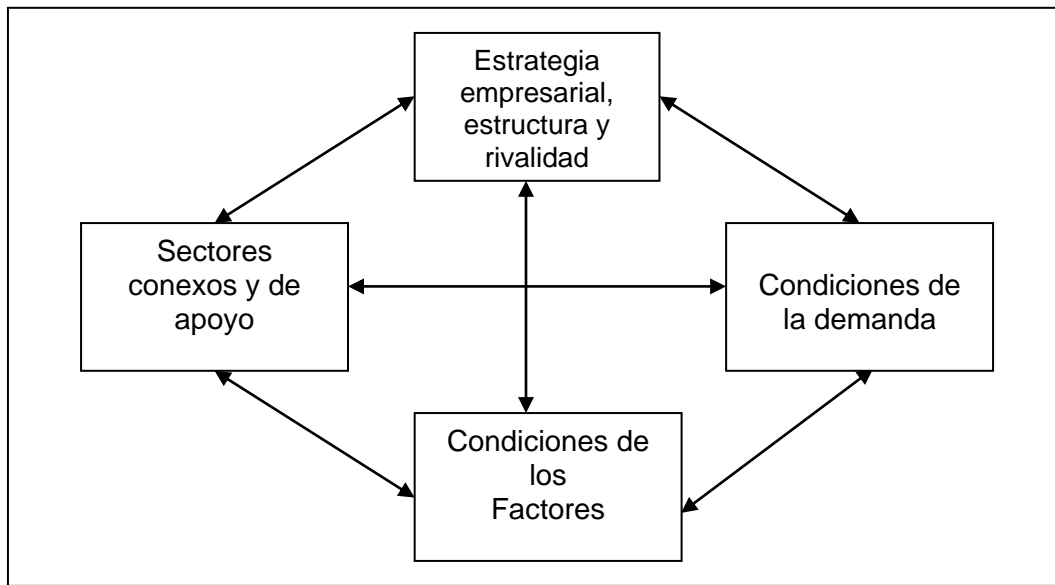 Estrategia
empresarial,
estructura y
rivalidad
Sectores
conexos y de
apoyo
Condiciones de
la demanda
Condiciones de
los
Factores